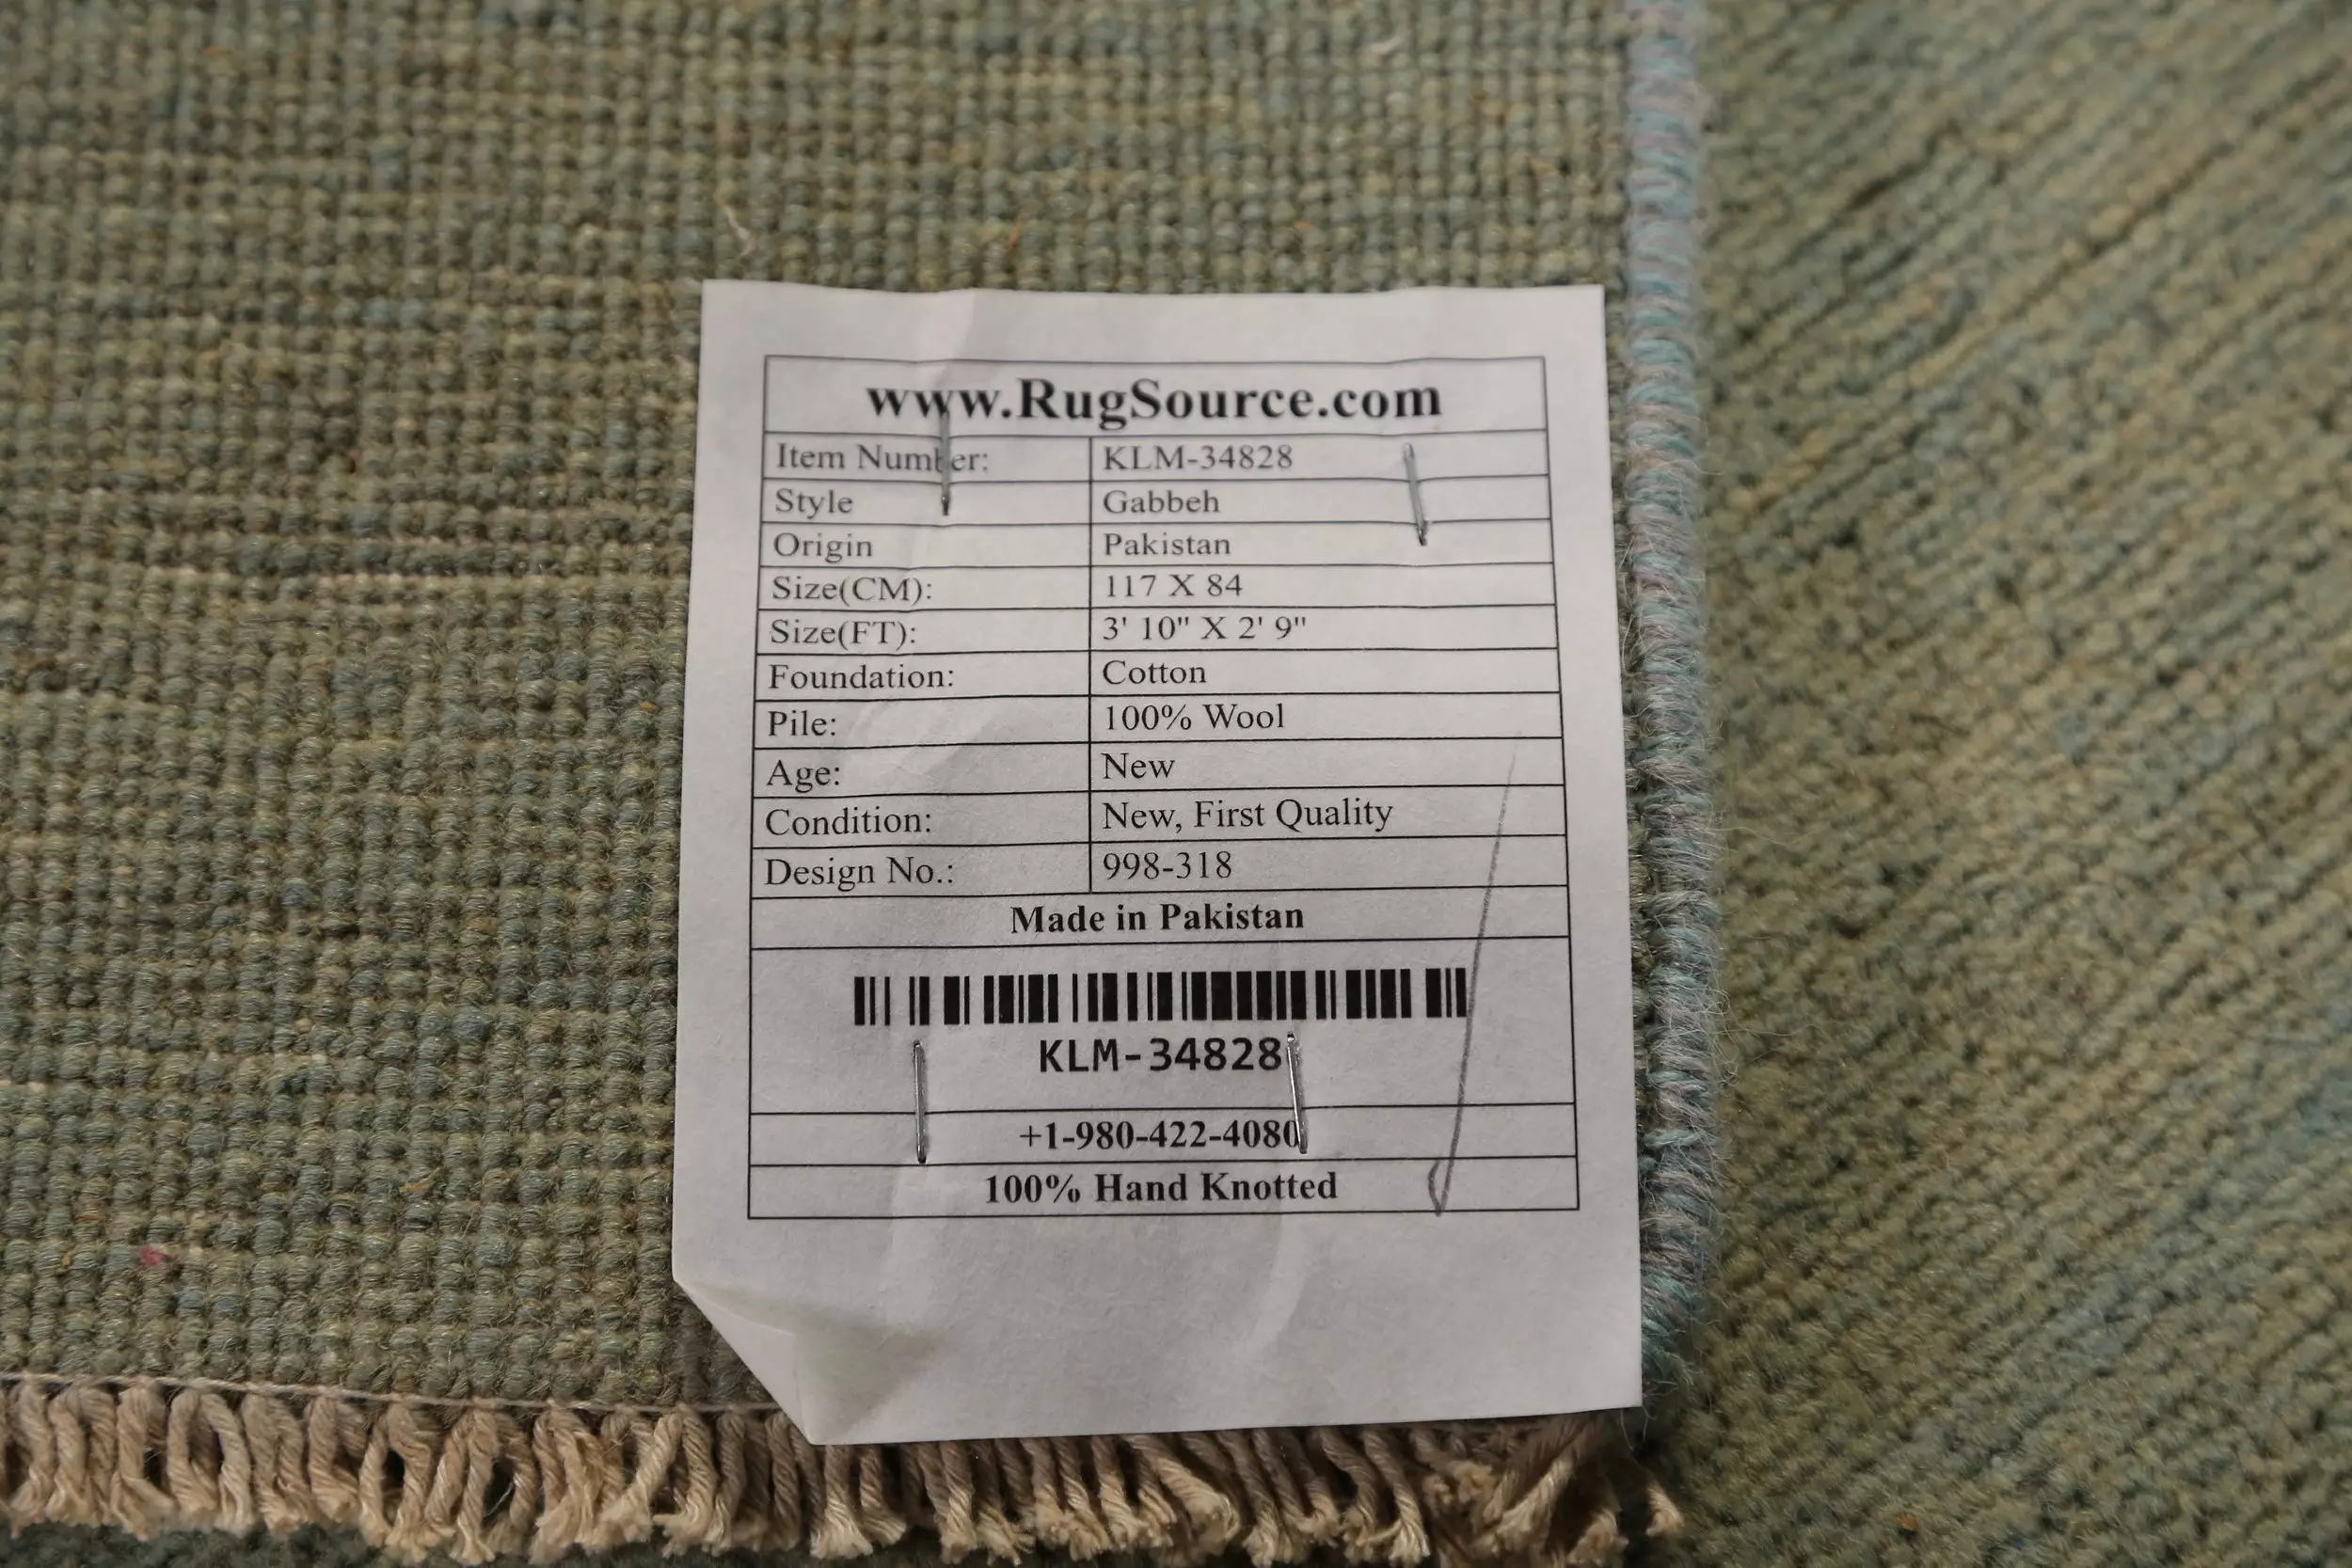 www.RugSource.com
Item Number: KLM-34828
Style Gabbeh
Origin Pakistan
Size(CM): 117 X 84
Size(FT): 3' 10" X 2' 9"
Foundation: Cotton
Pile: 100% Wool
Age: New
Condition: New, First Quality
Design No.: 998-318
Made in Pakistan
KLM-34828
+1-980-422-4080
100% Hand Knotted